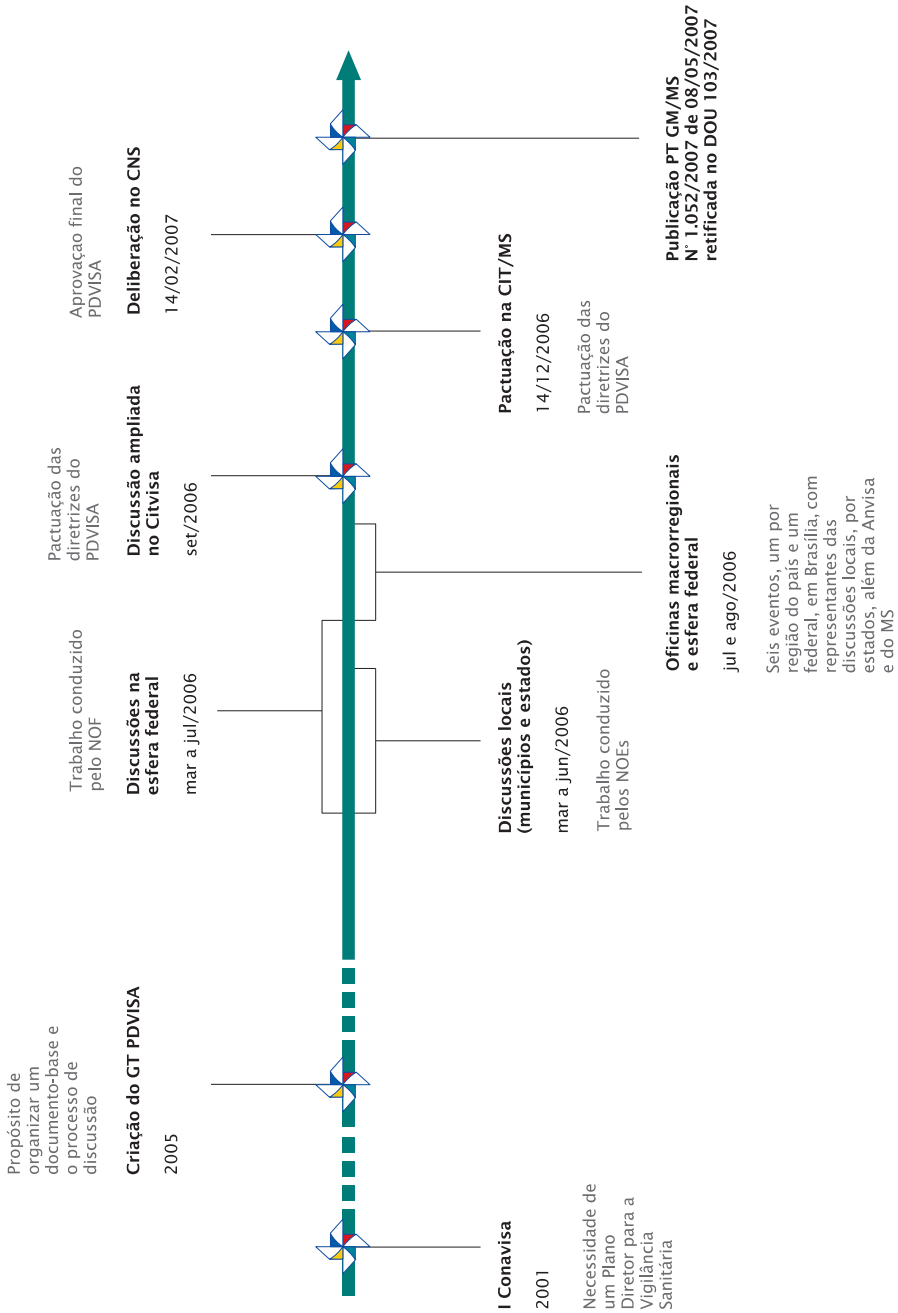 Propósito de
organizar um
documento-base e
o processo de
discussão
Criação do GT PDVISA
2005
Trabalho conduzido
pelo NOF
Discussões na
esfera federal
mar a jul/2006
Pactuação das
diretrizes do
PDVISA
Discussão ampliada
no Citvisa
set/2006
Aprovaçao final do
PDVISA
Deliberação no CNS
14/02/2007
I Conavisa
2001
Necessidade de
um Plano
Diretor para a
Vigilância
Sanitária
Discussões locais
(municípios e estados)
mar a jun/2006
Trabalho conduzido
pelos NOEs
Oficinas macrorregionais
e esfera federal
jul e ago/2006
Seis eventos, um por
região do país e um
federal, em Brasília, com
representantes das
discussões locais, por
estados, além da Anvisa
e do MS
Pactuação na CIT/MS
14/12/2006
Pactuação das
diretrizes do
PDVISA
Publicação PT GM/MS
N° 1.052/2007 de 08/05/2007
retificada no DOU 103/2007